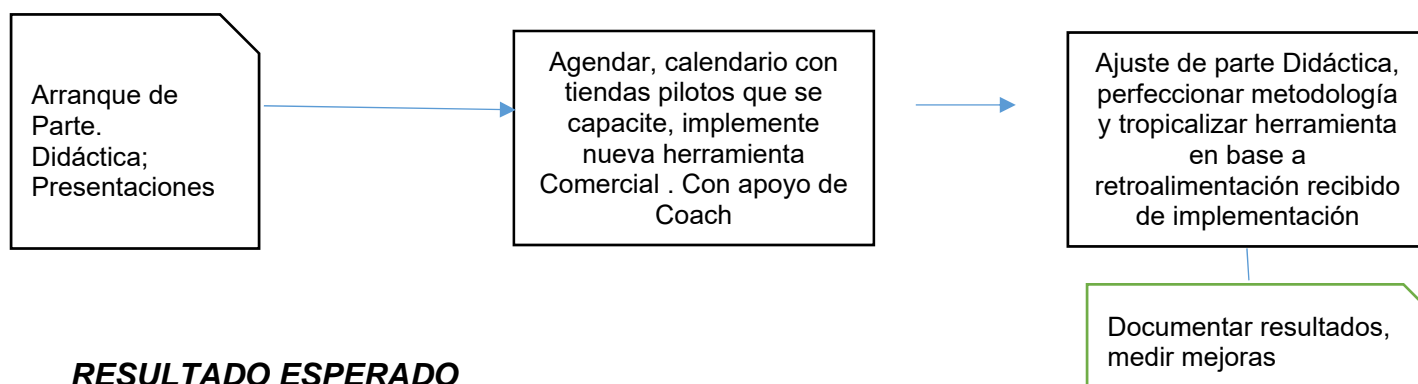 Arranque de
Parte.
Didáctica;
Presentaciones
Agendar, calendario con
tiendas pilotos que se
capacite, implemente
nueva herramienta
Comercial . Con apoyo de
Coach
Ajuste de parte Didáctica,
perfeccionar metodología
y tropicalizar herramienta
en base a
retroalimentación recibido
de implementación
Documentar resultados,
medir mejoras
RESULTADO ESPERADO